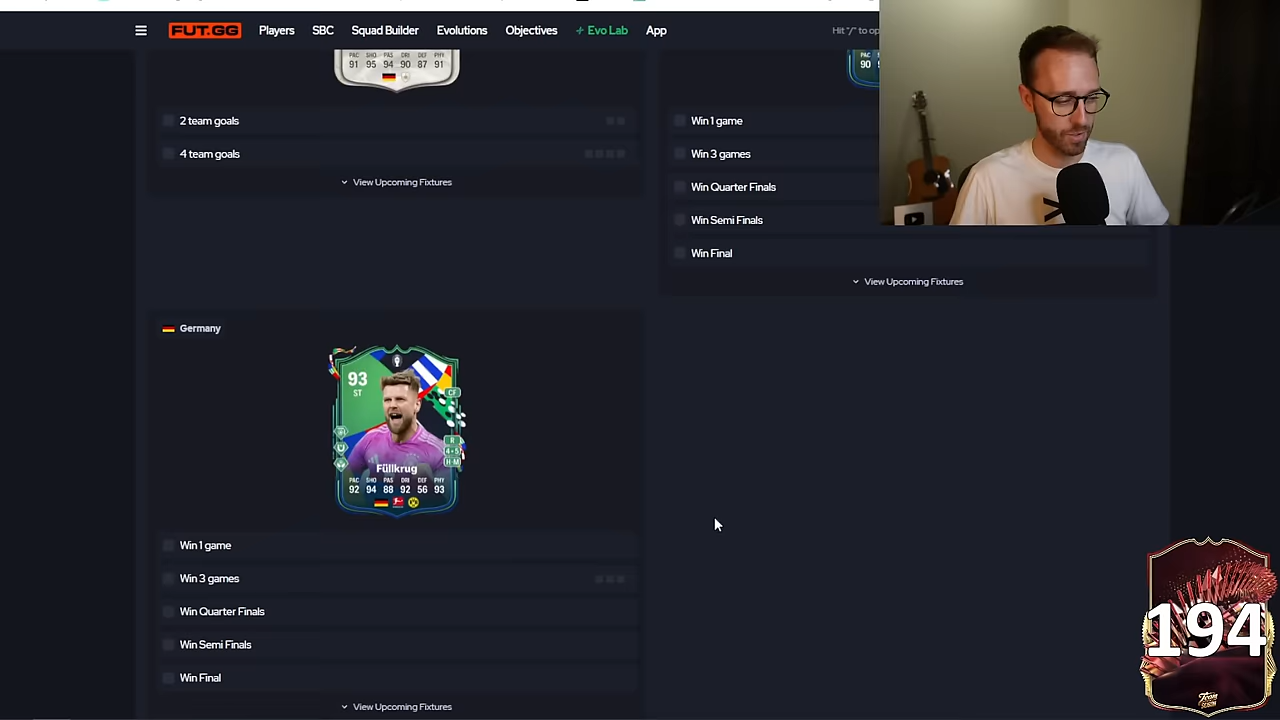 FUT.GG Players SBC Squad Builder Evolutions Objectives + Evo Lab App Hit "/" to op
PAC SHO PAS DRI DEF PHY
91 95 94 90 87 91
90
2 team goals
4 team goals
View Upcoming Fixtures
Win 1 game
Win 3 games
Win Quarter Finals
Win Semi Finals
Win Final
View Upcoming Fixtures
Germany
93
ST
CF
R
4•5
H•M
Füllkrug
PAC SHO PAS DRI DEF PHY
92 94 88 92 56 93
Win 1 game
Win 3 games
Win Quarter Finals
Win Semi Finals
Win Final
View Upcoming Fixtures
194